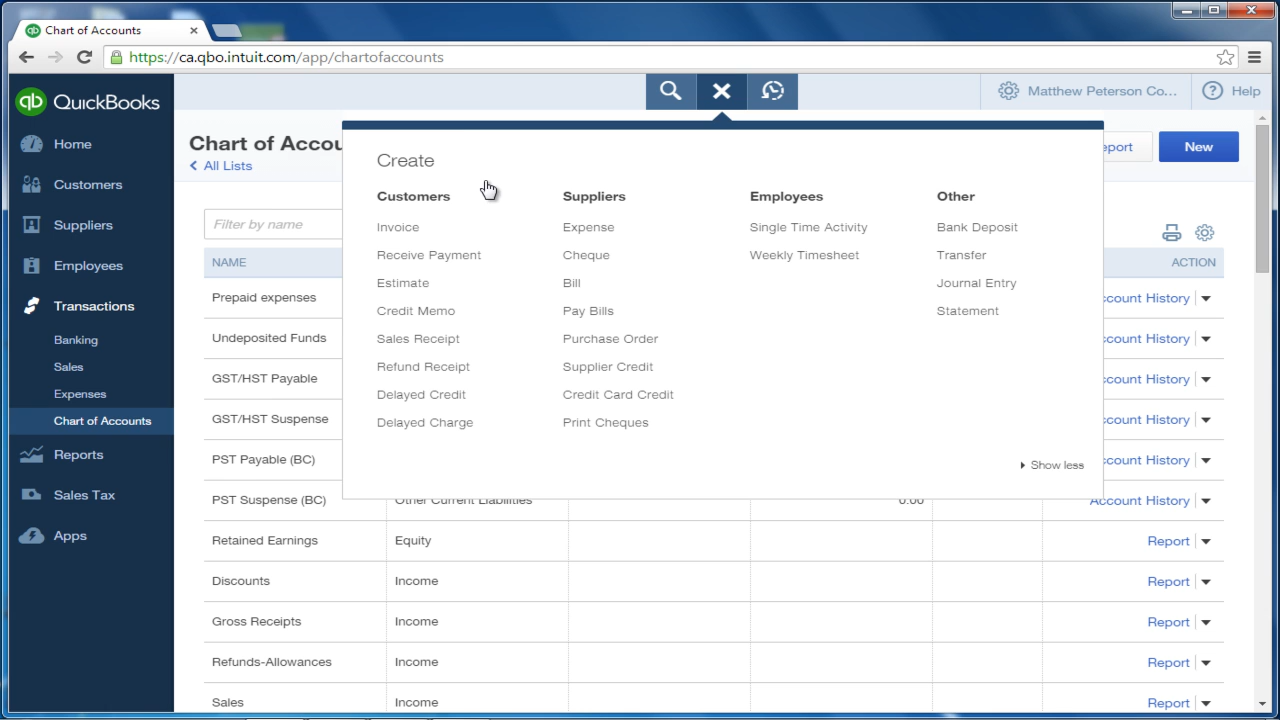 Chart of Accounts
https://ca.qbo.intuit.com/app/chartofaccounts
QuickBooks
Matthew Peterson Co...
Help
Home
Customers
Suppliers
Employees
Transactions
Banking
Sales
Expenses
Chart of Accounts
Reports
Sales Tax
Apps
Chart of Accou
All Lists
port
New
Filter by name
Create
Customers
Invoice
Receive Payment
Estimate
Credit Memo
Sales Receipt
Refund Receipt
Delayed Credit
Delayed Charge
Suppliers
Expense
Cheque
Bill
Pay Bills
Purchase Order
Supplier Credit
Credit Card Credit
Print Cheques
Employees
Single Time Activity
Weekly Timesheet
Other
Bank Deposit
Transfer
Journal Entry
Statement
Show less
NAME ACTION
Prepaid expenses count History
Undeposited Funds count History
GST/HST Payable count History
GST/HST Suspense count History
PST Payable (BC) count History
PST Suspense (BC) Other Current Liabilities 0.00 Account History
Retained Earnings Equity Report
Discounts Income Report
Gross Receipts Income Report
Refunds-Allowances Income Report
Sales Income Report